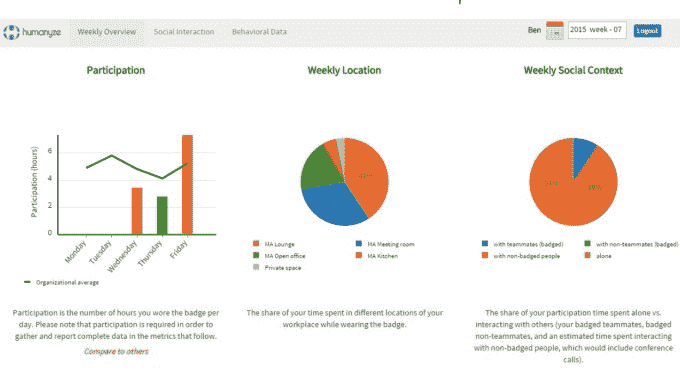 humanyze
Weekly Overview
Social Interaction
Behavioral Data
Ben
2015 week - 07
Logout
Participation
Weekly Location
Weekly Social Context
Participation (hours)
6
4
2
0
Monday
Tuesday
Wednesday
Thursday
Friday
Organizational average
MA Lounge
MA Meeting room
MA Open office
MA Kitchen
Private space
with teammates (badged)
with non-teammates (badged)
with non-badged people
alone
Participation is the number of hours you wore the badge per
day. Please note that participation is required in order to
gather and report complete data in the metrics that follow.
Compare to others
The share of your time spent in different locations of your
workplace while wearing the badge.
The share of your participation time spent alone vs.
interacting with others (your badged teammates, badged
non-teammates, and an estimated time spent interacting
with non-badged people, which would include conference
calls).